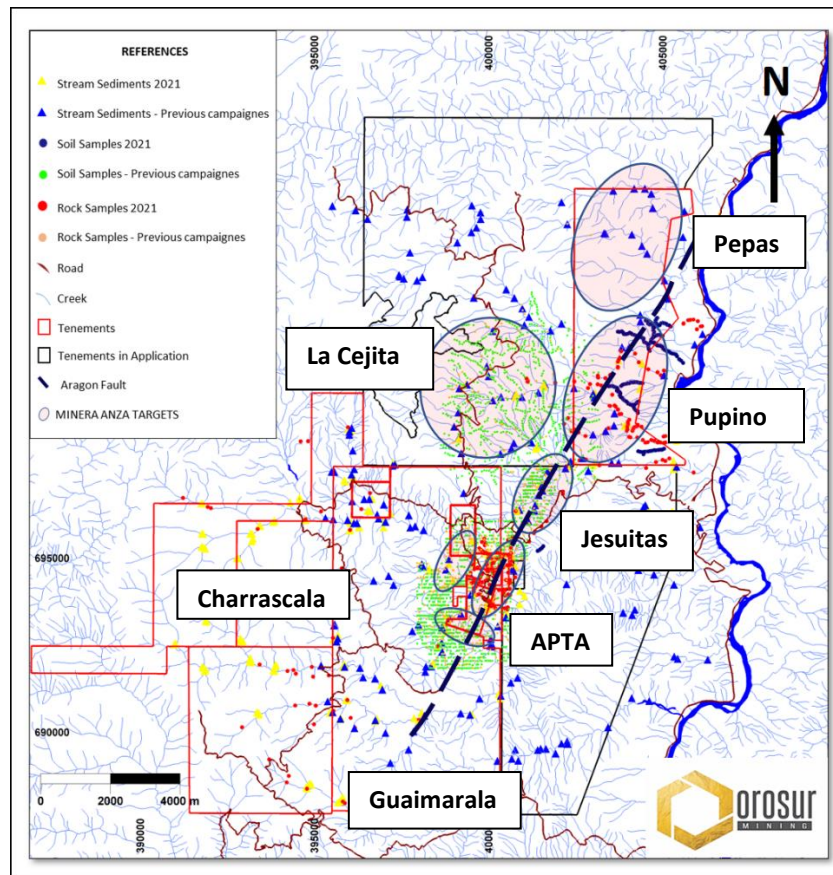 395000
400000
405000
REFERENCES
Stream Sediments 2021
Stream Sediments - Previous campaignes
Soil Samples 2021
Soil Samples - Previous campaignes
Rock Samples 2021
Rock Samples - Previous campaignes
Road
Creek
Tenements
Tenements in Application
Aragon Fault
MINERA ANZA TARGETS
N
Pepas
La Cejita
Pupino
Jesuitas
695000
Charrascala
APTA
690000
0 2000 4000 m
Guaimarala
orosur
MINING
390000
395000
4000